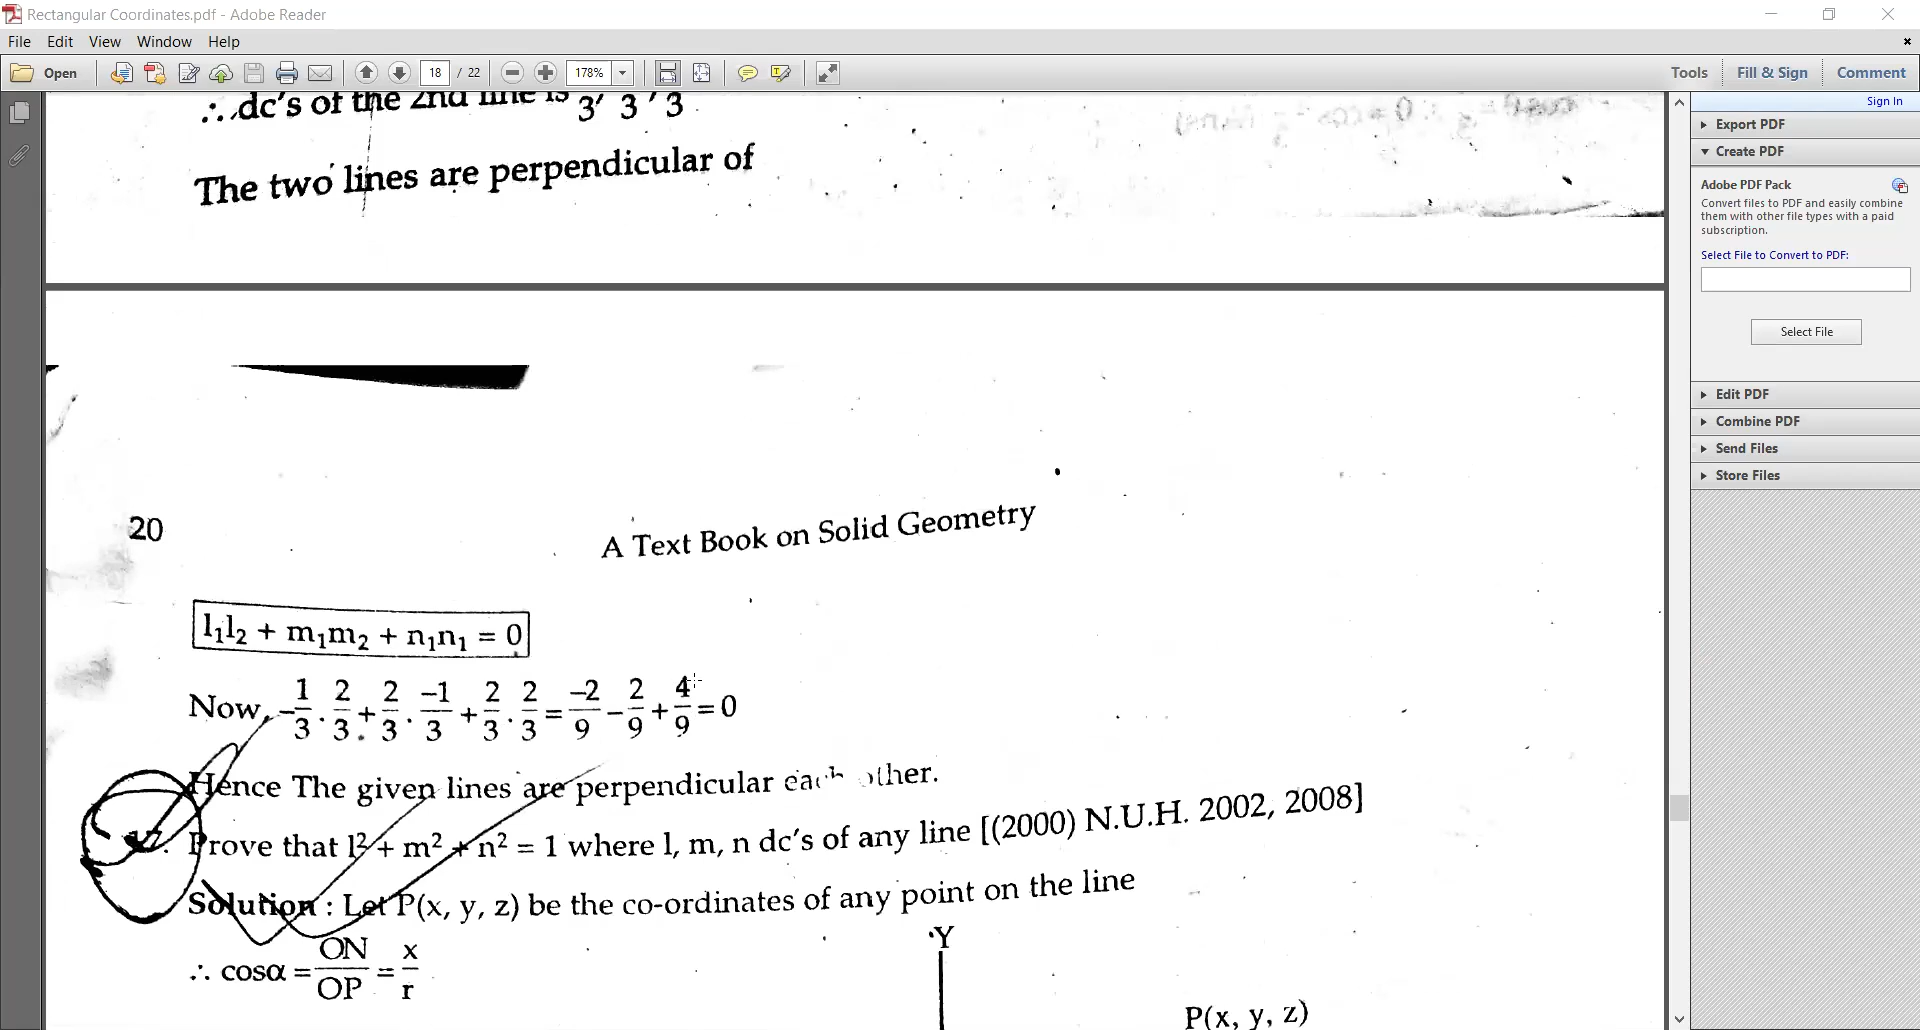 Rectangular Coordinates.pdf - Adobe Reader
File Edit View Window Help
Open 18 / 22 178% Tools Fill & Sign Comment
Sign In
Export PDF
Create PDF
Adobe PDF Pack
Convert files to PDF and easily combine
them with other file types with a paid
subscription.
Select File to Convert to PDF:
Select File
Edit PDF
Combine PDF
Send Files
Store Files
∴ dc's of the 2nd line is 3' 3' 3
The two lines are perpendicular of
20
A Text Book on Solid Geometry
l₁l₂ + m₁m₂ + n₁n₁ = 0
Now, -1/3 . 2/3 + 2/3 . -1/3 + 2/3 . 2/3 = -2/9 - 2/9 + 4/9 = 0
Hence The given lines are perpendicular each other.
17. Prove that l² + m² + n² = 1 where l, m, n dc's of any line [(2000) N.U.H. 2002, 2008]
Solution : Let P(x, y, z) be the co-ordinates of any point on the line
∴ cosα = ON/OP = x/r
Y
P(x, y, z)